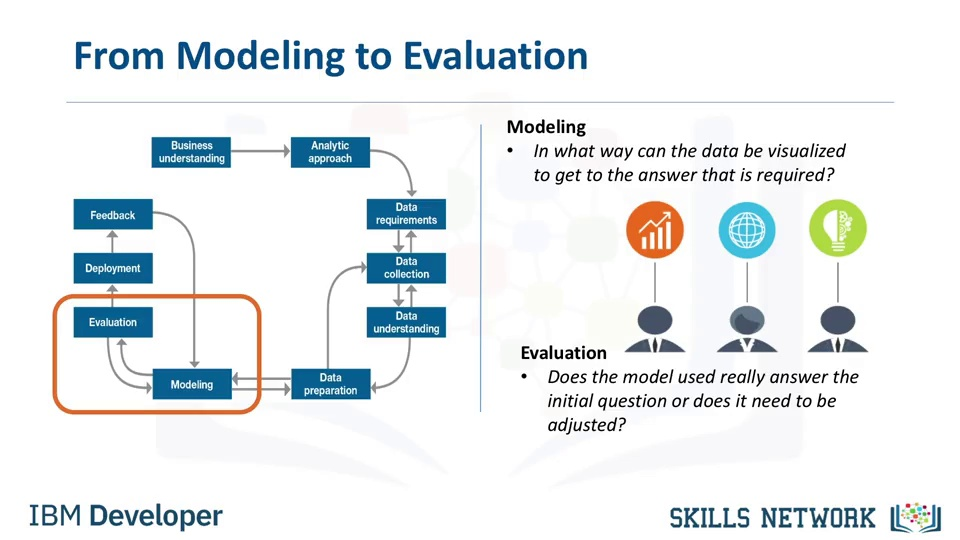 From Modeling to Evaluation
Business
understanding
Analytic
approach
Feedback
Data
requirements
Deployment
Data
collection
Evaluation
Data
understanding
Modeling
Data
preparation
Modeling
• In what way can the data be visualized
to get to the answer that is required?
Evaluation
• Does the model used really answer the
initial question or does it need to be
adjusted?
IBM Developer
SKILLS NETWORK